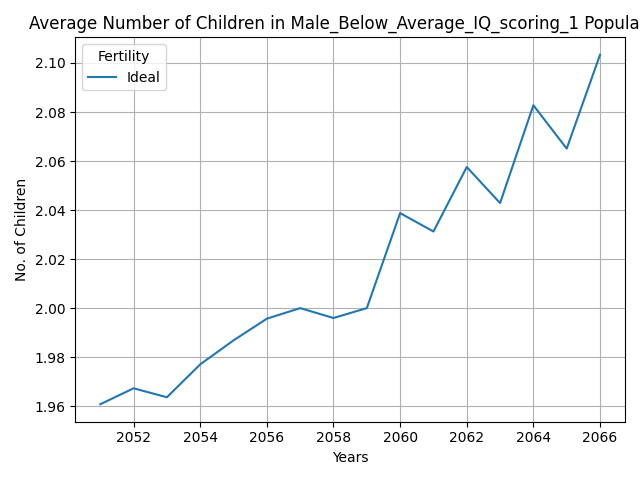 Average Number of Children in Male_Below_Average_IQ_scoring_1 Popula
Fertility
Ideal
2.10
2.08
2.06
2.04
2.02
2.00
1.98
1.96
No. of Children
2052 2054 2056 2058 2060 2062 2064 2066
Years